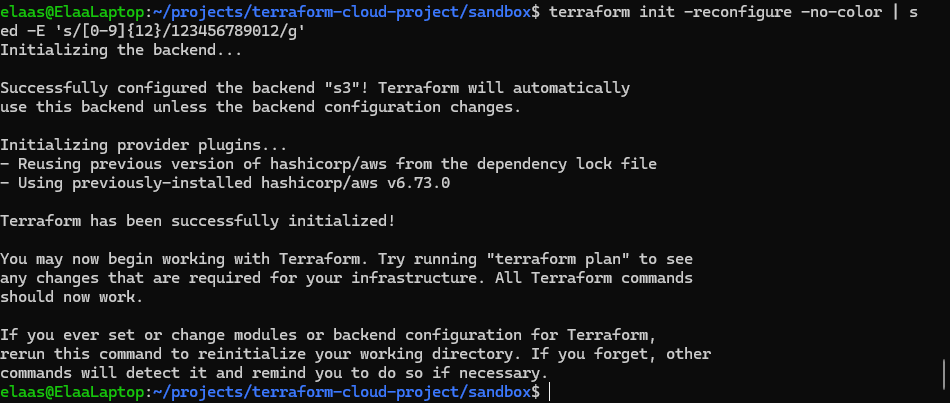 elaas@ElaaLaptop:~/projects/terraform-cloud-project/sandbox$ terraform init -reconfigure -no-color | s
ed -E 's/[0-9]{12}/123456789012/g'
Initializing the backend...
Successfully configured the backend "s3"! Terraform will automatically
use this backend unless the backend configuration changes.
Initializing provider plugins...
- Reusing previous version of hashicorp/aws from the dependency lock file
- Using previously-installed hashicorp/aws v6.73.0
Terraform has been successfully initialized!
You may now begin working with Terraform. Try running "terraform plan" to see
any changes that are required for your infrastructure. All Terraform commands
should now work.
If you ever set or change modules or backend configuration for Terraform,
rerun this command to reinitialize your working directory. If you forget, other
commands will detect it and remind you to do so if necessary.
elaas@ElaaLaptop:~/projects/terraform-cloud-project/sandbox$